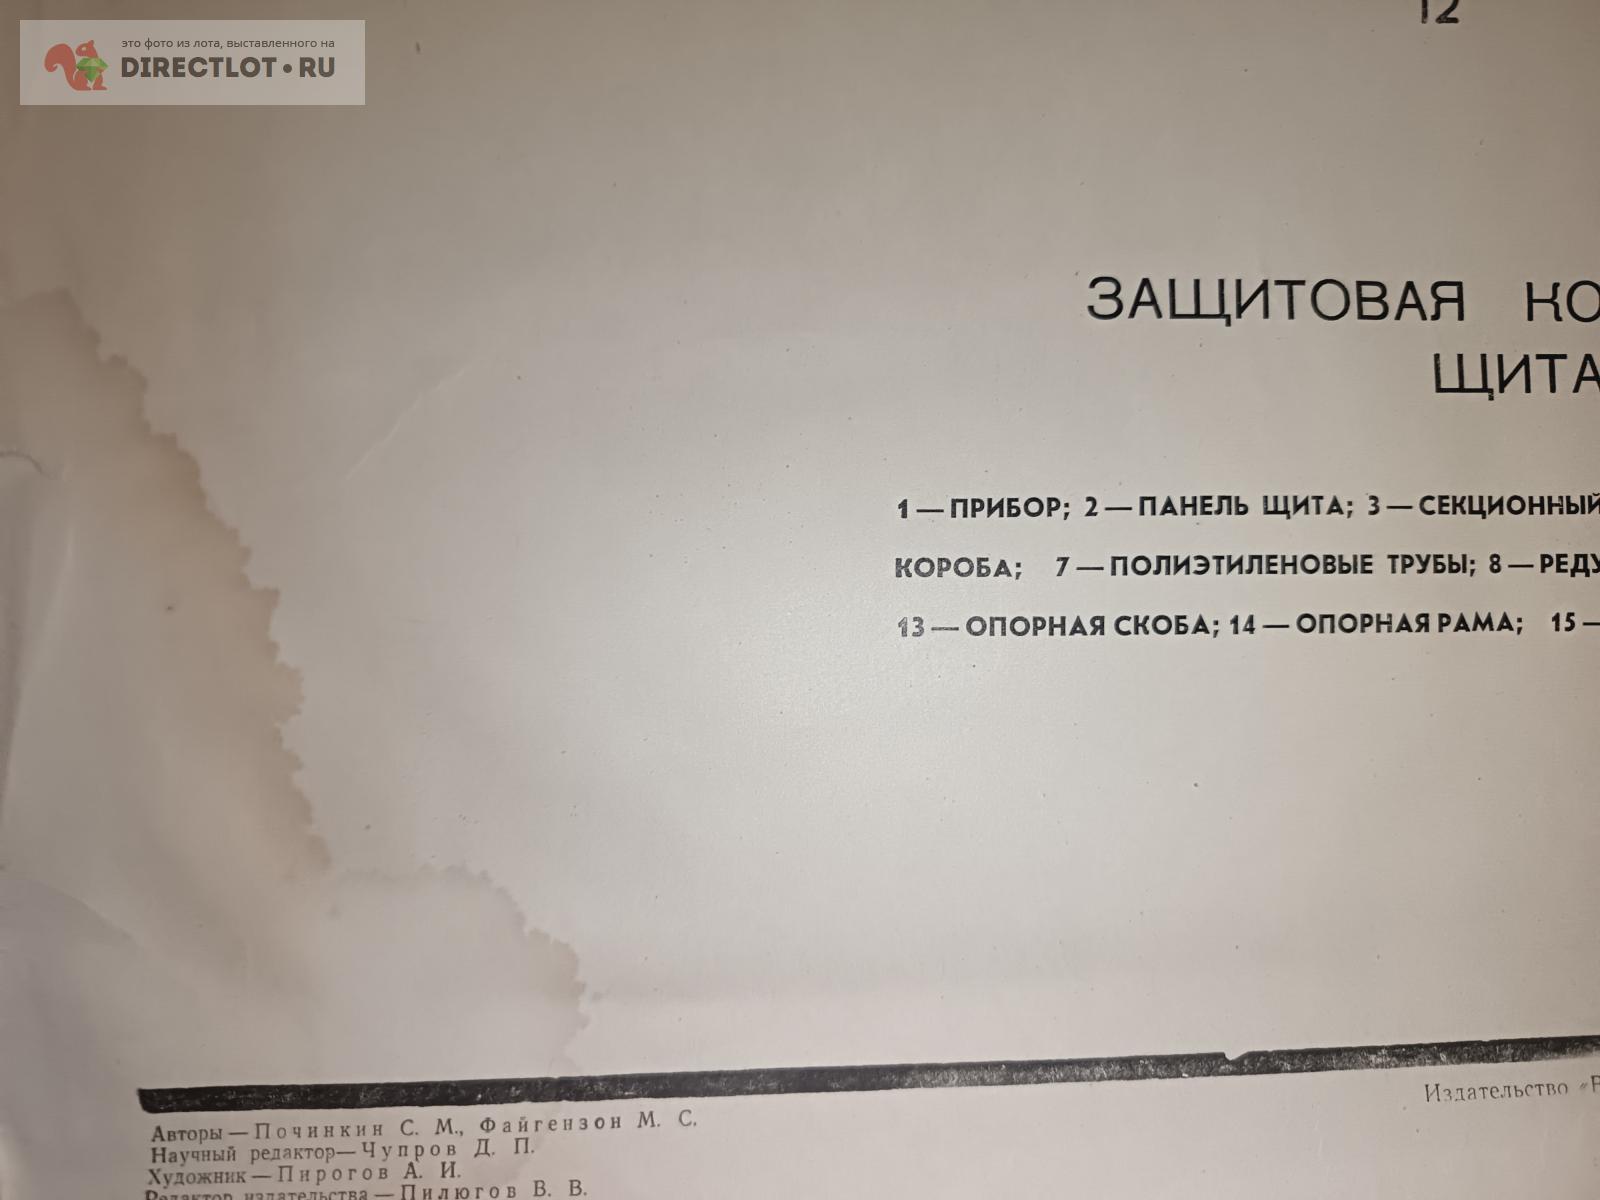 это фото из лота, выставленного на
DIRECTLOT•RU
12
ЗАЩИТОВАЯ КО
ЩИТА
1 — ПРИБОР; 2 — ПАНЕЛЬ ЩИТА; 3 — СЕКЦИОННЫЙ
КОРОБА; 7 — ПОЛИЭТИЛЕНОВЫЕ ТРУБЫ; 8 — РЕДУ
13 — ОПОРНАЯ СКОБА; 14 — ОПОРНАЯ РАМА; 15 —
Издательство «В
Авторы — Починкин С. М., Файгензон М. С.
Научный редактор— Чупров Д. П.
Художник — Пирогов А. И.
Редактор издательства — Пилюгов В. В.